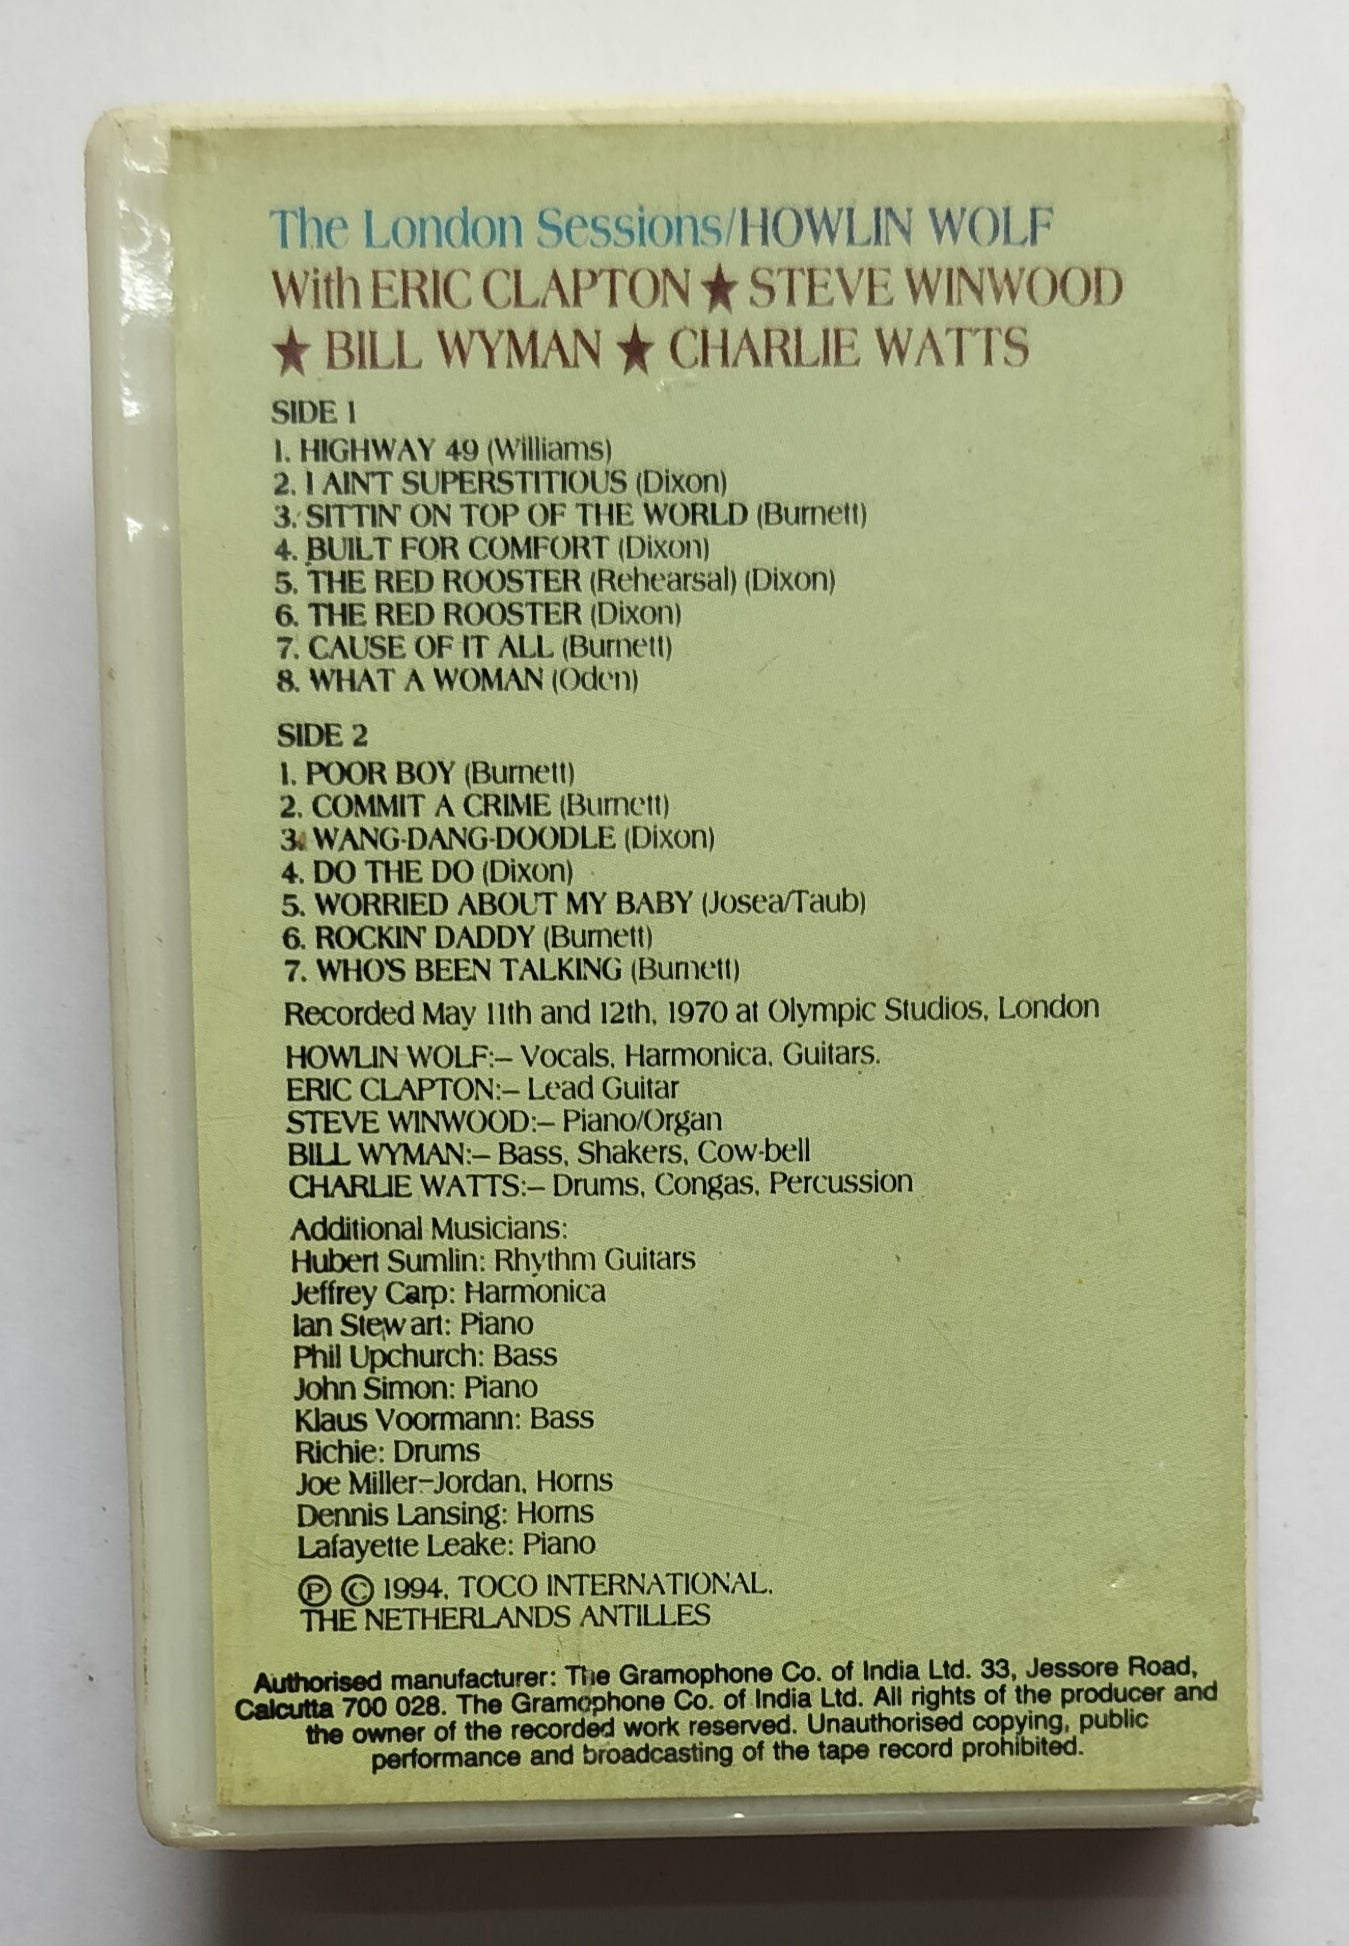 The London Sessions/HOWLIN WOLF
With ERIC CLAPTON ★ STEVE WINWOOD
★ BILL WYMAN ★ CHARLIE WATTS
SIDE 1
1. HIGHWAY 49 (Williams)
2. I AINT SUPERSTITIOUS (Dixon)
3. SITTIN' ON TOP OF THE WORLD (Burnett)
4. BUILT FOR COMFORT (Dixon)
5. THE RED ROOSTER (Rehearsal) (Dixon)
6. THE RED ROOSTER (Dixon)
7. CAUSE OF IT ALL (Burnett)
8. WHAT A WOMAN (Oden)
SIDE 2
1. POOR BOY (Burnett)
2. COMMIT A CRIME (Burnett)
3. WANG-DANG-DOODLE (Dixon)
4. DO THE DO (Dixon)
5. WORRIED ABOUT MY BABY (Josea/Taub)
6. ROCKIN' DADDY (Burnett)
7. WHO'S BEEN TALKING (Burnett)
Recorded May 11th and 12th, 1970 at Olympic Studios, London
HOWLIN WOLF:– Vocals, Harmonica, Guitars.
ERIC CLAPTON:– Lead Guitar
STEVE WINWOOD:– Piano/Organ
BILL WYMAN:– Bass, Shakers, Cow-bell
CHARLIE WATTS:– Drums, Congas, Percussion
Additional Musicians:
Hubert Sumlin: Rhythm Guitars
Jeffrey Carp: Harmonica
Ian Stewart: Piano
Phil Upchurch: Bass
John Simon: Piano
Klaus Voormann: Bass
Richie: Drums
Joe Miller–Jordan, Horns
Dennis Lansing: Horns
Lafayette Leake: Piano
Ⓟ © 1994, TOCO INTERNATIONAL.
THE NETHERLANDS ANTILLES
Authorised manufacturer: The Gramophone Co. of India Ltd. 33, Jessore Road,
Calcutta 700 028. The Gramophone Co. of India Ltd. All rights of the producer and
the owner of the recorded work reserved. Unauthorised copying, public
performance and broadcasting of the tape record prohibited.